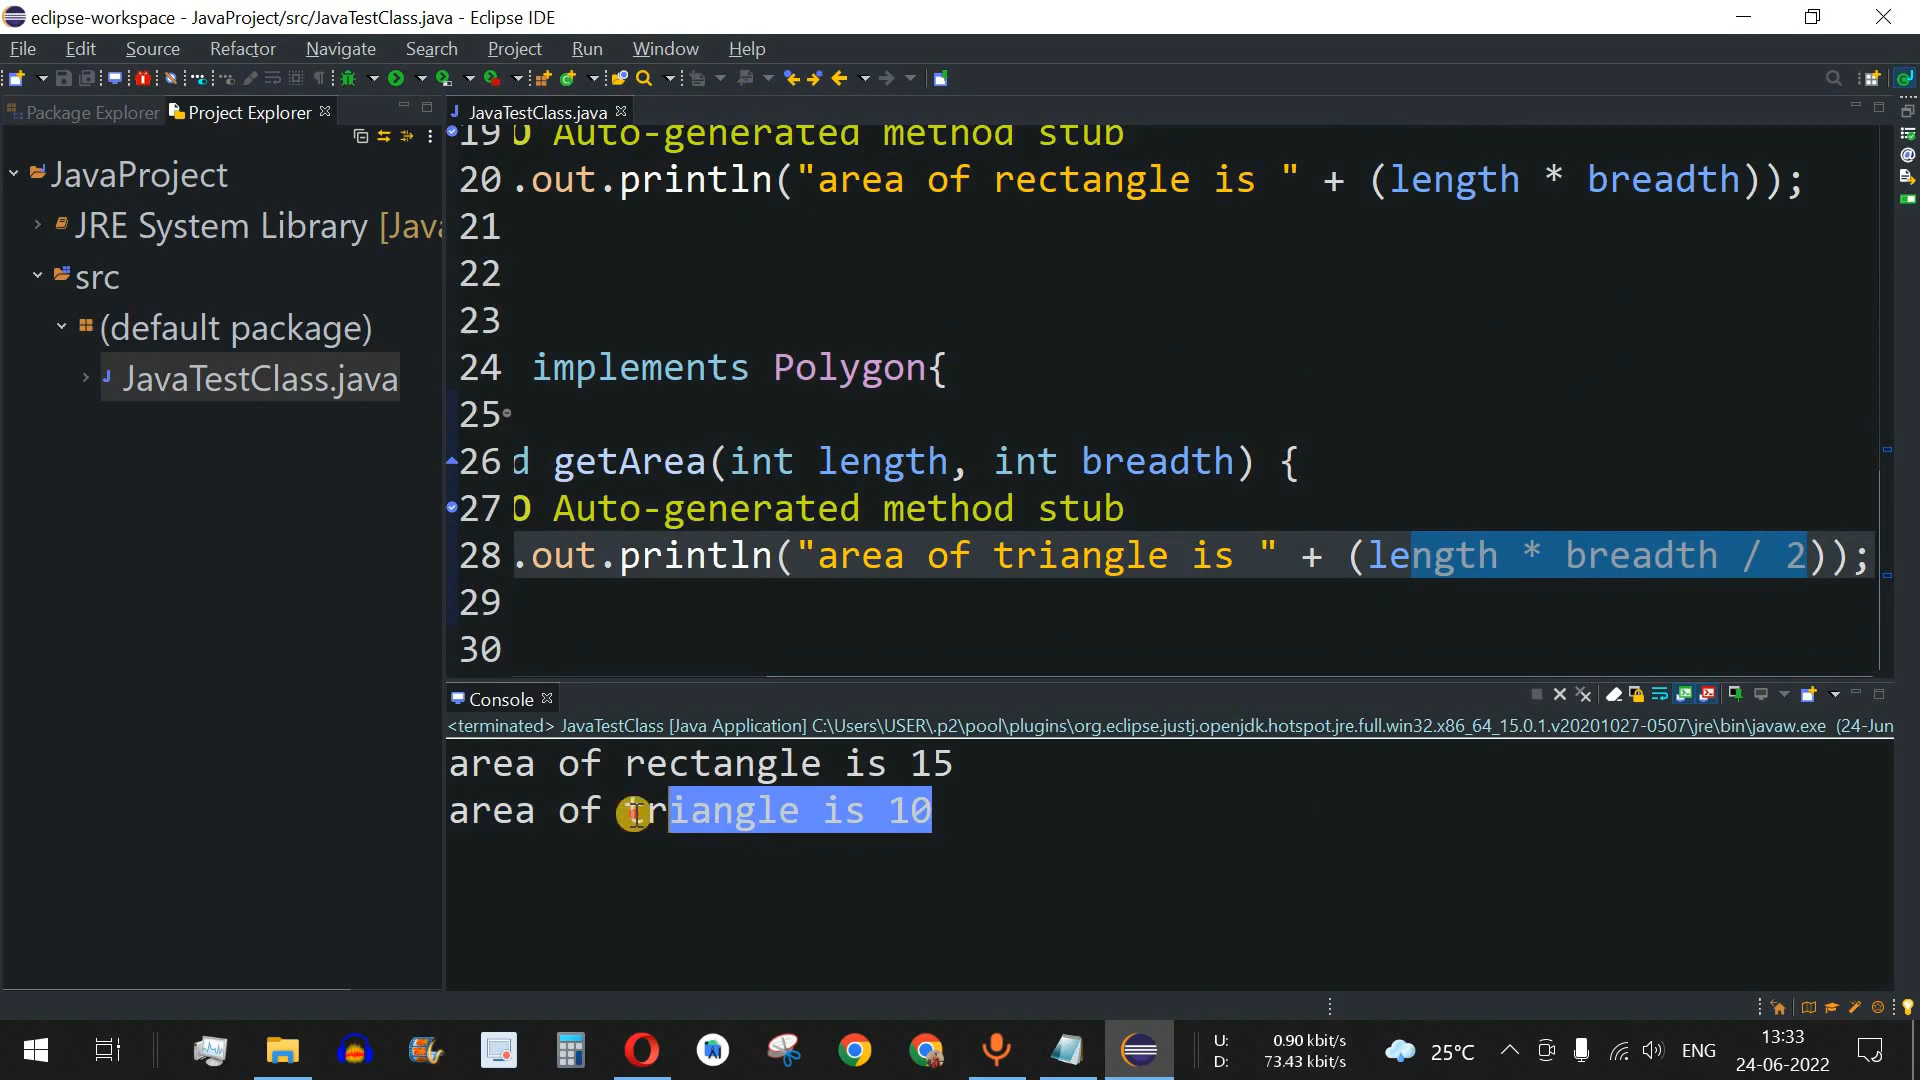 eclipse-workspace - JavaProject/src/JavaTestClass.java - Eclipse IDE
File Edit Source Refactor Navigate Search Project Run Window Help
Package Explorer Project Explorer JavaTestClass.java
JavaProject
JRE System Library [Java
src
(default package)
JavaTestClass.java
19 O Auto-generated method stub
20 .out.println("area of rectangle is " + (length * breadth));
21
22
23
24 implements Polygon{
25
26 d getArea(int length, int breadth) {
27 O Auto-generated method stub
28 .out.println("area of triangle is " + (length * breadth / 2));
29
30
Console
<terminated> JavaTestClass [Java Application] C:\Users\USER\.p2\pool\plugins\org.eclipse.justj.openjdk.hotspot.jre.full.win32.x86_64_15.0.1.v20201027-0507\jre\bin\javaw.exe (24-Jun
area of rectangle is 15
area of triangle is 10
U: 0.90 kbit/s
D: 73.43 kbit/s
25°C
ENG
13:33
24-06-2022